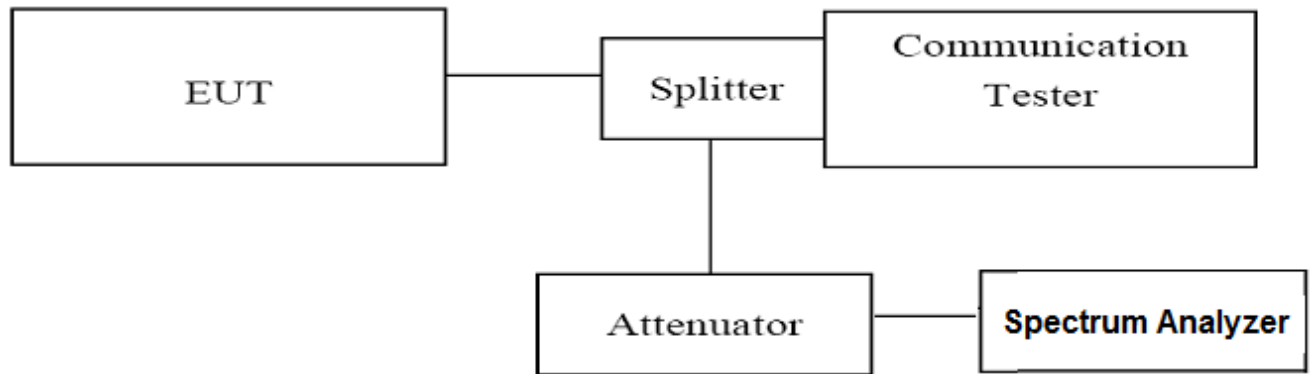 EUT
Splitter
Communication
Tester
Attenuator
Spectrum Analyzer